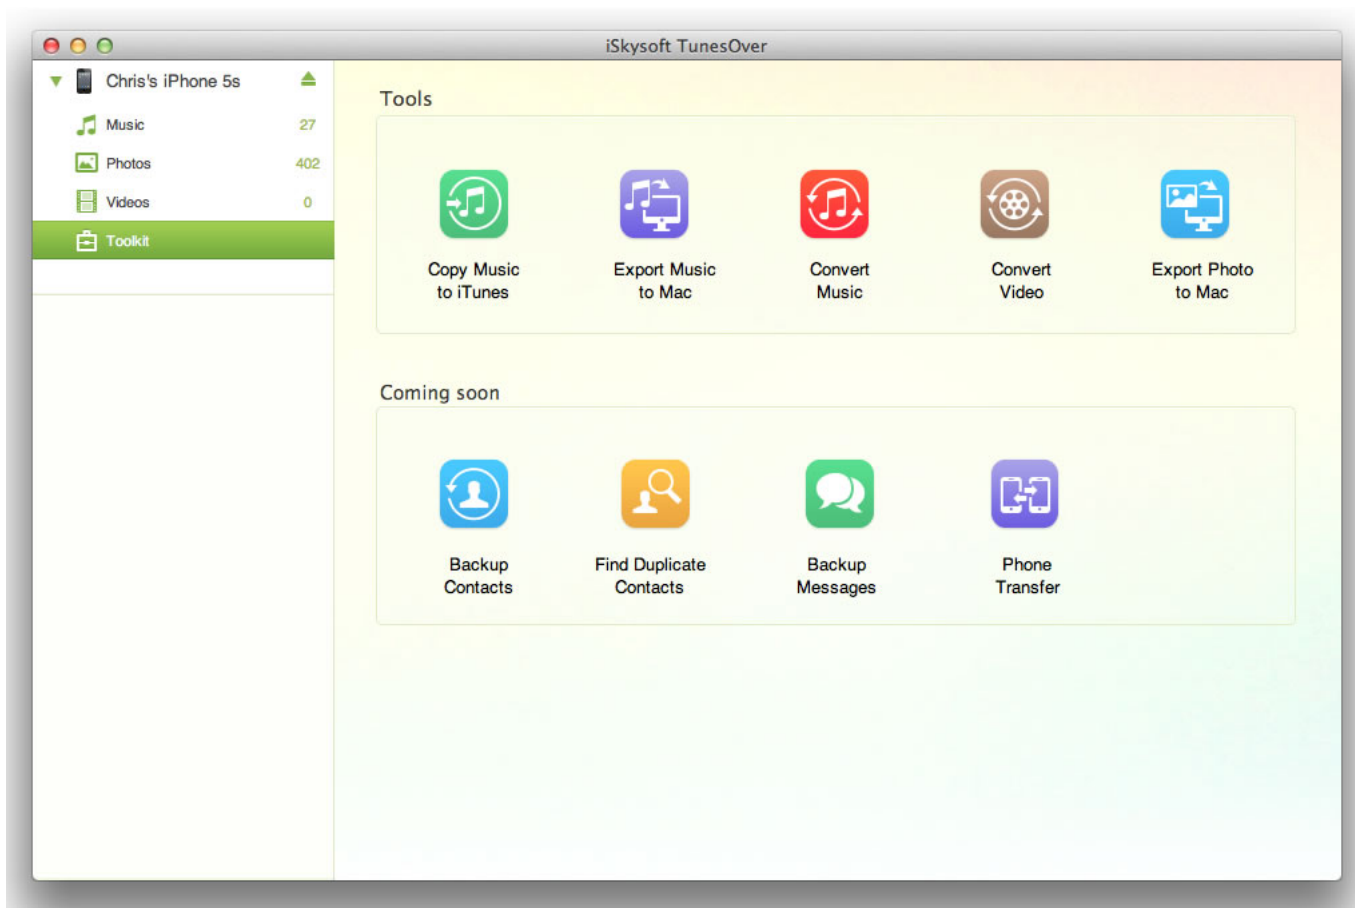 iSkysoft TunesOver
Chris's iPhone 5s
Music 27
Photos 402
Videos 0
Toolkit
Tools
Copy Music
to iTunes
Export Music
to Mac
Convert
Music
Convert
Video
Export Photo
to Mac
Coming soon
Backup
Contacts
Find Duplicate
Contacts
Backup
Messages
Phone
Transfer